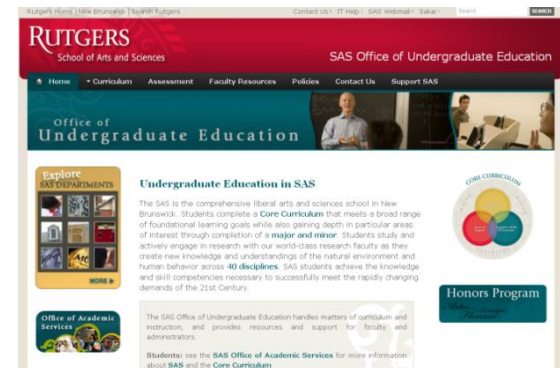 Rutgers Home | New Brunswick | Search Rutgers Contact Us IT Help SAS Webmail Sakai Search SEARCH
RUTGERS
School of Arts and Sciences
SAS Office of Undergraduate Education
Home Curriculum Assessment Faculty Resources Policies Contact Us Support SAS
Office of
Undergraduate Education
Explore
SAS DEPARTMENTS
MORE
Office of Academic
Services
Undergraduate Education in SAS
The SAS is the comprehensive liberal arts and sciences school in New
Brunswick. Students complete a Core Curriculum that meets a broad range
of foundational learning goals while also gaining depth in particular areas
of interest through completion of a major and minor. Students study and
actively engage in research with our world-class research faculty as they
create new knowledge and understandings of the natural environment and
human behavior across 40 disciplines. SAS students achieve the knowledge
and skill competencies necessary to successfully meet the rapidly changing
demands of the 21st Century.
The SAS Office of Undergraduate Education handles matters of curriculum and
instruction, and provides resources and support for faculty and
administrators.
Students: see the SAS Office of Academic Services for more information
about SAS and the Core Curriculum
CORE CURRICULUM
Honors Program